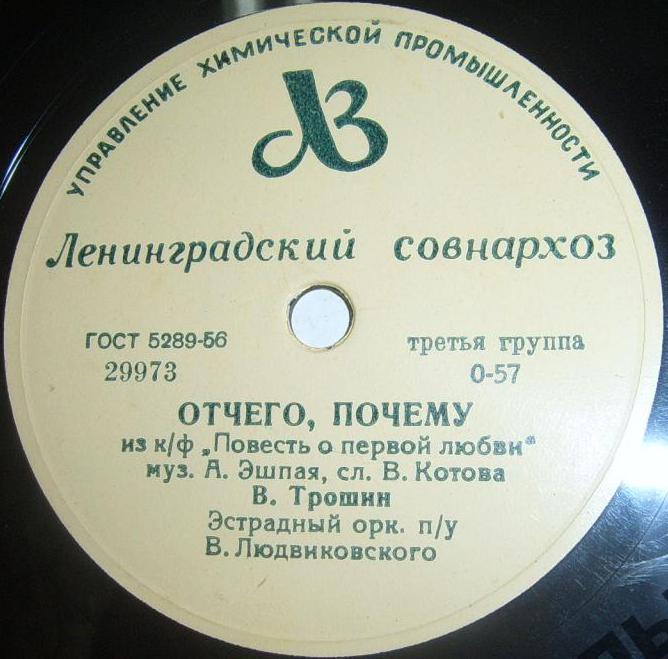 УПРАВЛЕНИЕ ХИМИЧЕСКОЙ ПРОМЫШЛЕННОСТИ
ЛЗ
Ленинградский совнархоз
ГОСТ 5289-56
29973
третья группа
0-57
ОТЧЕГО, ПОЧЕМУ
из к/ф „Повесть о первой любви"
муз. А. Эшпая, сл. В. Котова
В. Трошин
Эстрадный орк. п/у
В. Людвиковского